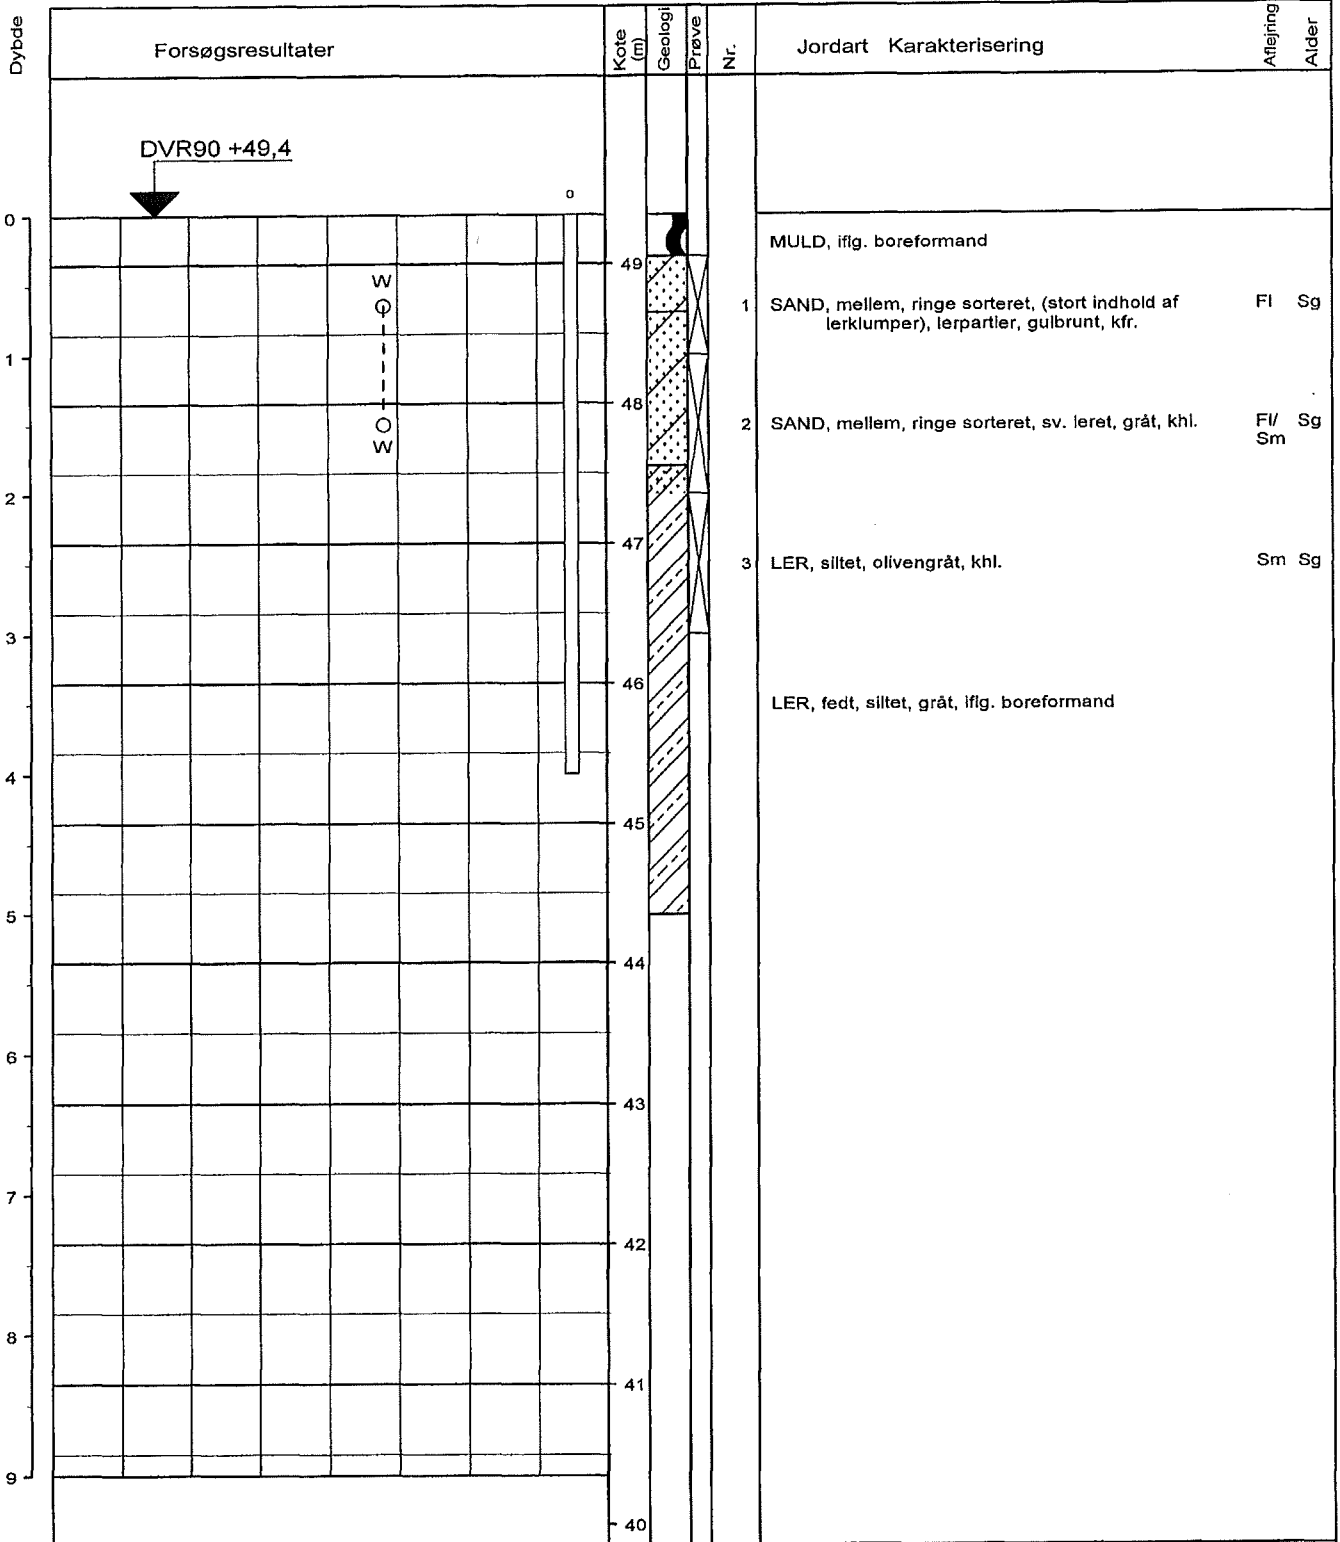 Dybde
Forsøgsresultater
Kote (m)
Geologi
Prøve
Nr.
Jordart Karakterisering
Aflejring
Alder
DVR90 +49,4
o
0
MULD, iflg. boreformand
49
W
1 SAND, mellem, ringe sorteret, (stort indhold af Fl Sg
lerklumper), lerpartier, gulbrunt, kfr.
1
48
2 SAND, mellem, ringe sorteret, sv. leret, gråt, khl. Fl/ Sg
Sm
W
2
47
3 LER, siltet, olivengråt, khl. Sm Sg
3
46
LER, fedt, siltet, gråt, iflg. boreformand
4
45
5
44
6
43
7
42
8
41
9
40